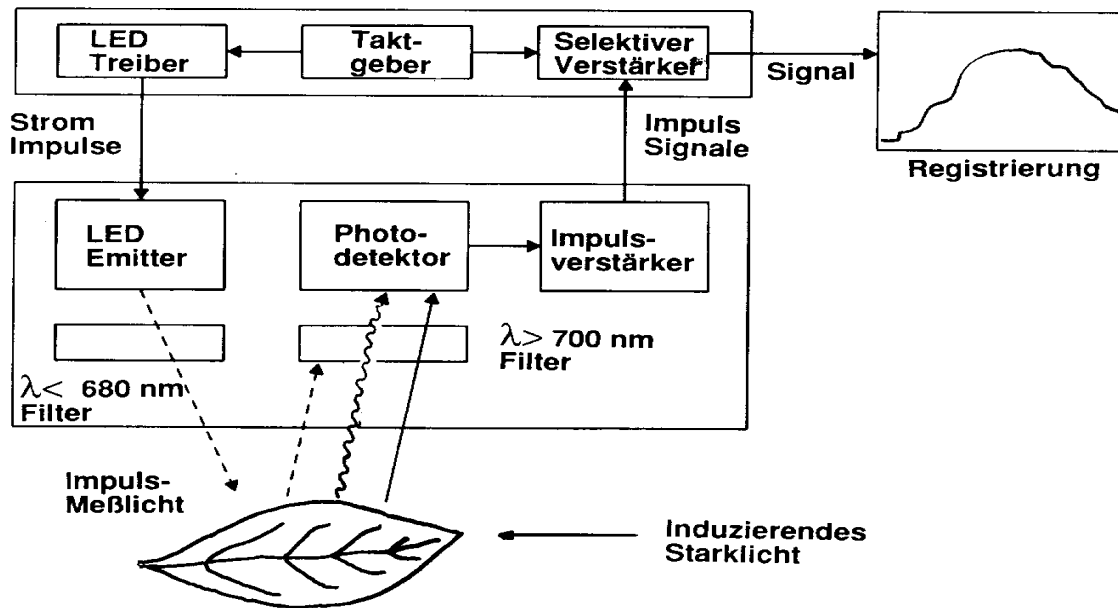 LED
Treiber
Takt-
geber
Selektiver
Verstärker
Signal
Strom
Impulse
Impuls
Signale
Registrierung
LED
Emitter
Photo-
detektor
Impuls-
verstärker
λ> 700 nm
Filter
λ< 680 nm
Filter
Impuls-
Meßlicht
Induzierendes
Starklicht